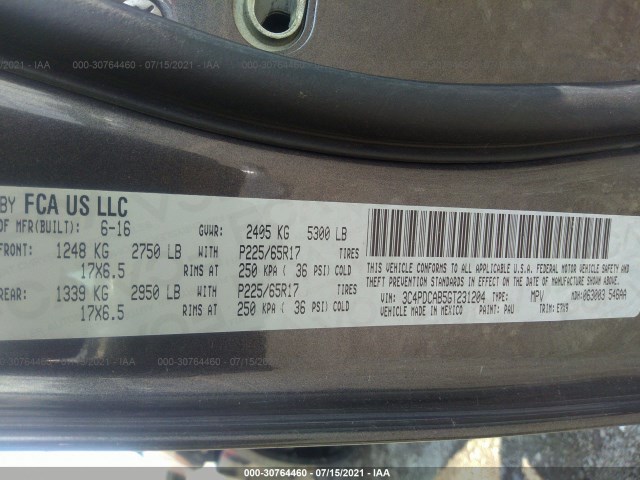 000-30764460 - 07/15/2021 - IAA
BY FCA US LLC
OF MFR(BUILT): 6-16 GVWR: 2405 KG 5300 LB
FRONT: 1248 KG 2750 LB WITH P225/65R17 TIRES
17X6.5 RIMS AT 250 KPA ( 36 PSI) COLD
REAR: 1339 KG 2950 LB WITH P225/65R17 TIRES
17X6.5 RIMS AT 250 KPA ( 36 PSI) COLD
THIS VEHICLE CONFORMS TO ALL APPLICABLE U.S.A. FEDERAL MOTOR VEHICLE SAFETY AND
THEFT PREVENTION STANDARDS IN EFFECT ON THE DATE OF MANUFACTURE SHOWN ABOVE.
VIN: 3C4PDCAB5GT231204 TYPE: MPV MDH: 063003 546AA
VEHICLE MADE IN MEXICO PAINT: PAU TRIM:
000-30764460 - 07/15/2021 - IAA